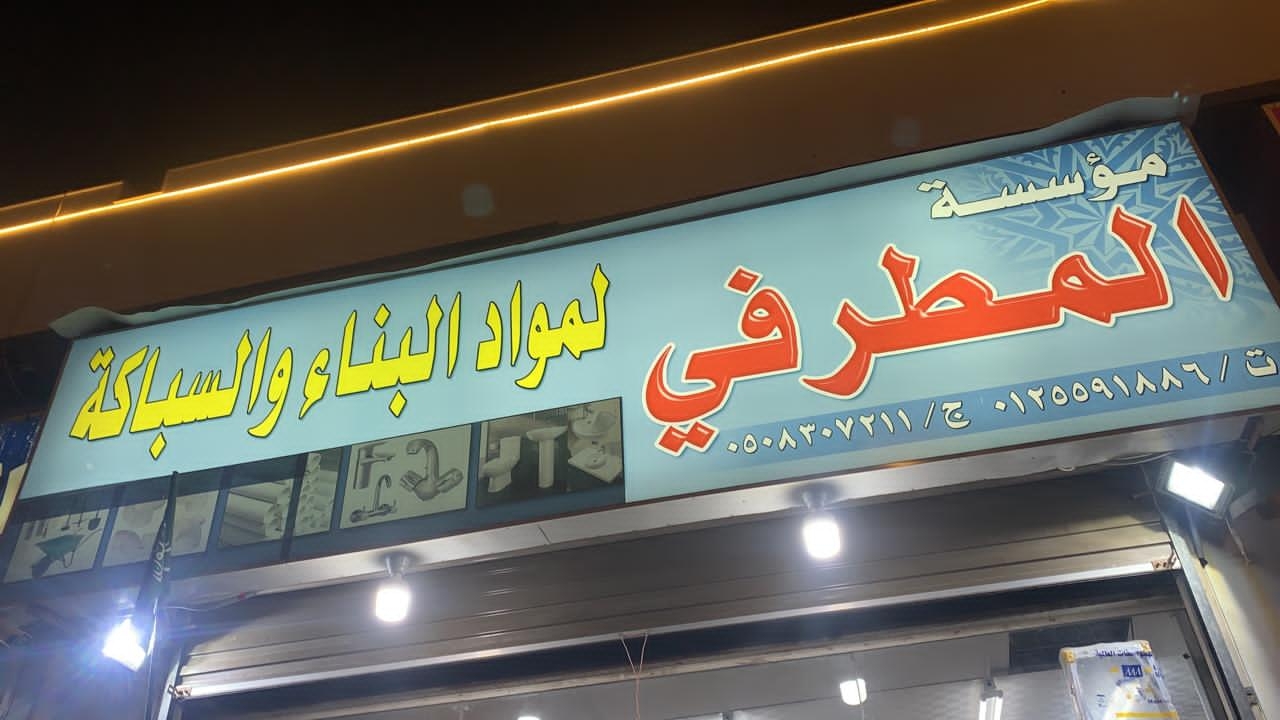 مؤسسة
المطرفي
لمواد البناء والسباكة
ت / ٠١٢٥٥٩١٨٨٦ ج / ٠٥٠٨٣٠٧٢١١